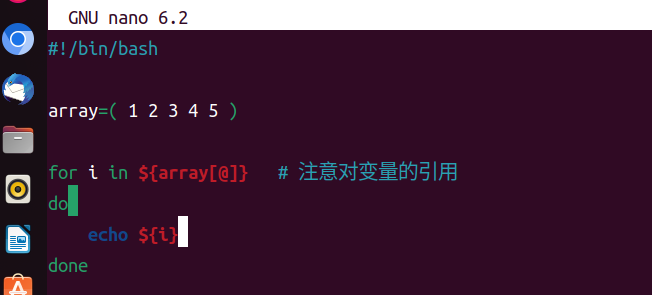 GNU nano 6.2
#!/bin/bash
array=( 1 2 3 4 5 )
for i in ${array[@]}   # 注意对变量的引用
do
    echo ${i}
done